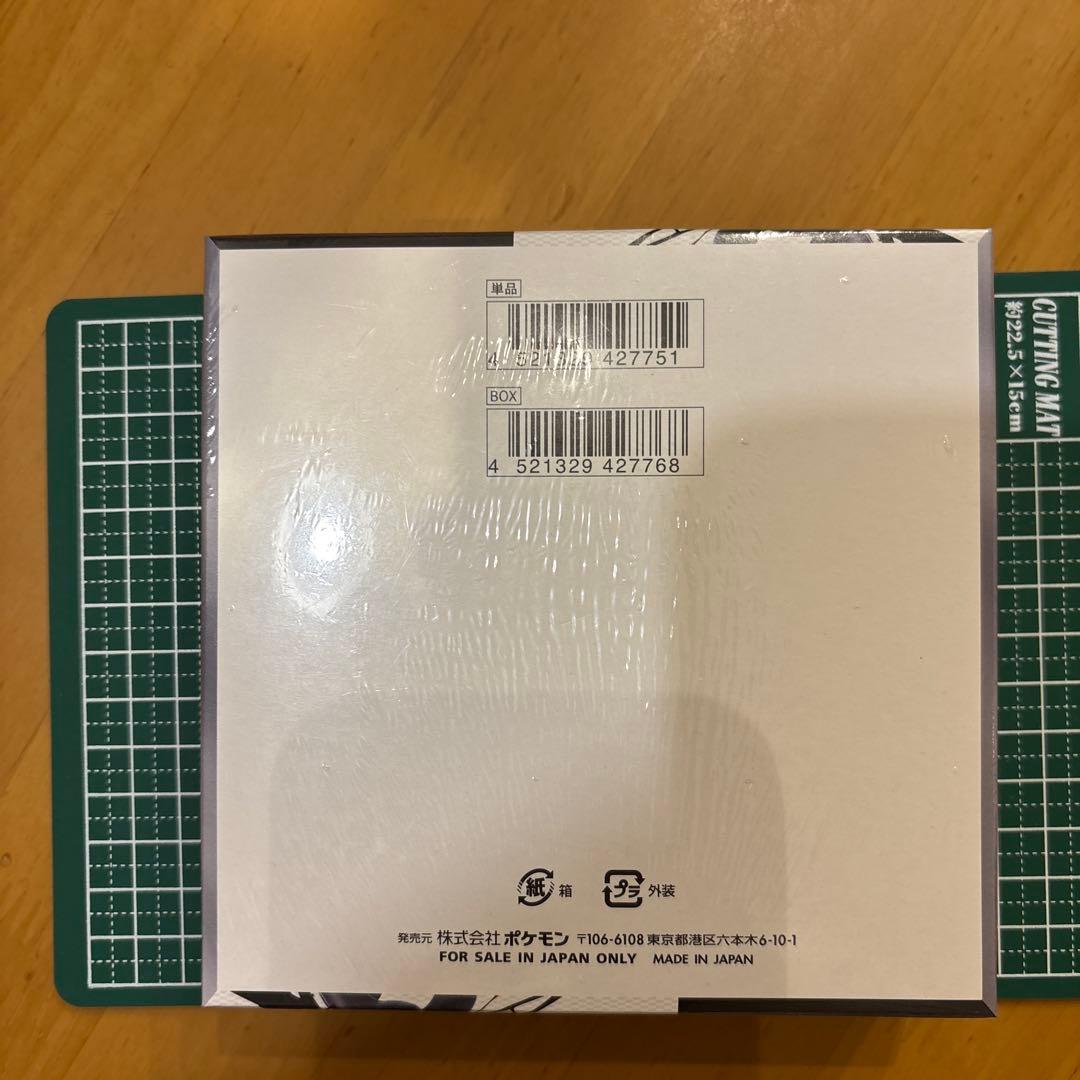 単品
4 521329 427751
BOX
4 521329 427768
紙 箱
プラ 外装
発売元 株式会社ポケモン 〒106-6108 東京都港区六本木6-10-1
FOR SALE IN JAPAN ONLY MADE IN JAPAN
CUTTING MAT
約22.5×15cm